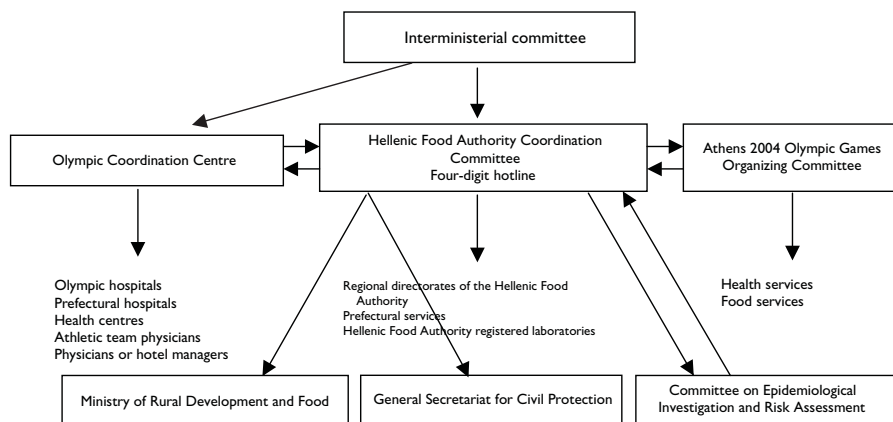 Interministerial committee
Olympic Coordination Centre
Hellenic Food Authority Coordination
Committee
Four-digit hotline
Athens 2004 Olympic Games
Organizing Committee
Olympic hospitals
Prefectural hospitals
Health centres
Athletic team physicians
Physicians or hotel managers
Regional directorates of the Hellenic Food
Authority
Prefectural services
Hellenic Food Authority registered laboratories
Health services
Food services
Ministry of Rural Development and Food
General Secretariat for Civil Protection
Committee on Epidemiological
Investigation and Risk Assessment